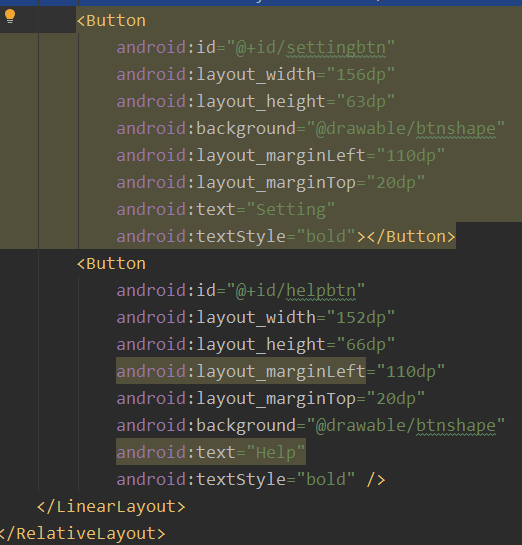 <Button
android:id="@+id/settingbtn"
android:layout_width="156dp"
android:layout_height="63dp"
android:background="@drawable/btnshape"
android:layout_marginLeft="110dp"
android:layout_marginTop="20dp"
android:text="Setting"
android:textStyle="bold"></Button>
<Button
android:id="@+id/helpbtn"
android:layout_width="152dp"
android:layout_height="66dp"
android:layout_marginLeft="110dp"
android:layout_marginTop="20dp"
android:background="@drawable/btnshape"
android:text="Help"
android:textStyle="bold" />
</LinearLayout>
</RelativeLayout>